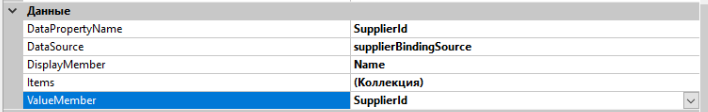 Данные
DataPropertyName SupplierId
DataSource supplierBindingSource
DisplayMember Name
Items (Коллекция)
ValueMember SupplierId